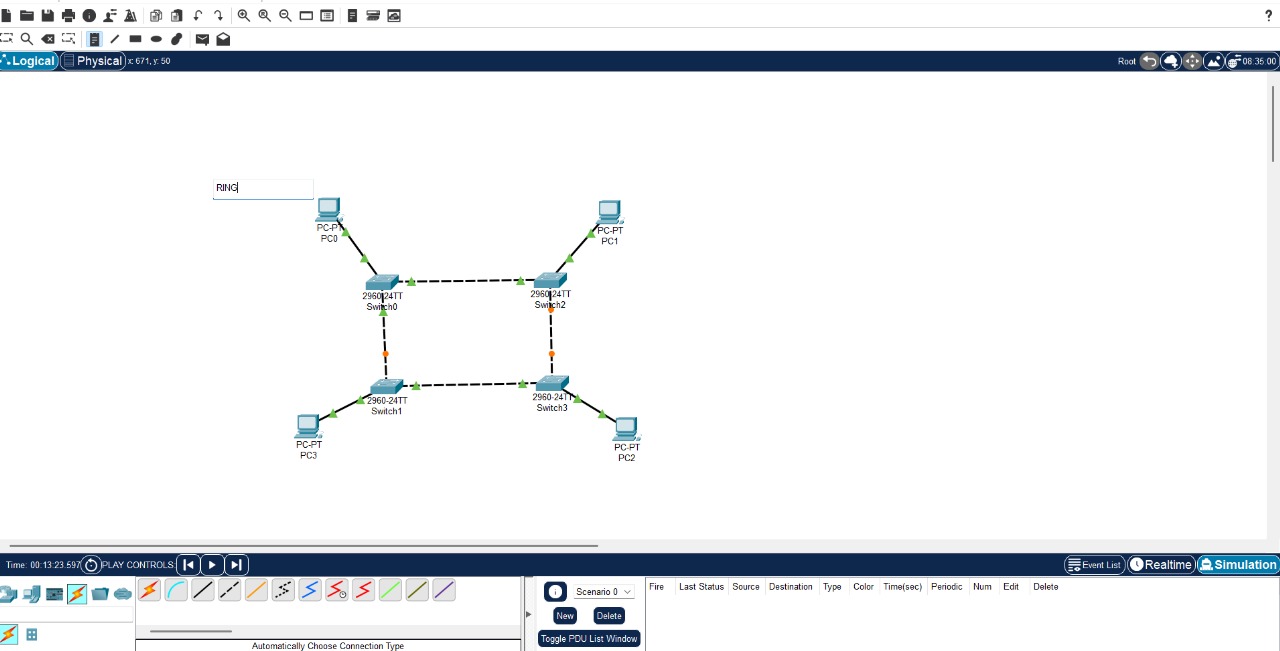 ?
Logical Physical x: 671, y: 50 Root 08:35:00
RING
PC-PT
PC0
PC-PT
PC1
2960-24TT
Switch0
2960-24TT
Switch2
2960-24TT
Switch1
2960-24TT
Switch3
PC-PT
PC3
PC-PT
PC2
Time: 00:13:23.597 PLAY CONTROLS: Event List Realtime Simulation
Scenario 0
New Delete
Toggle PDU List Window
Fire Last Status Source Destination Type Color Time(sec) Periodic Num Edit Delete
Automatically Choose Connection Type